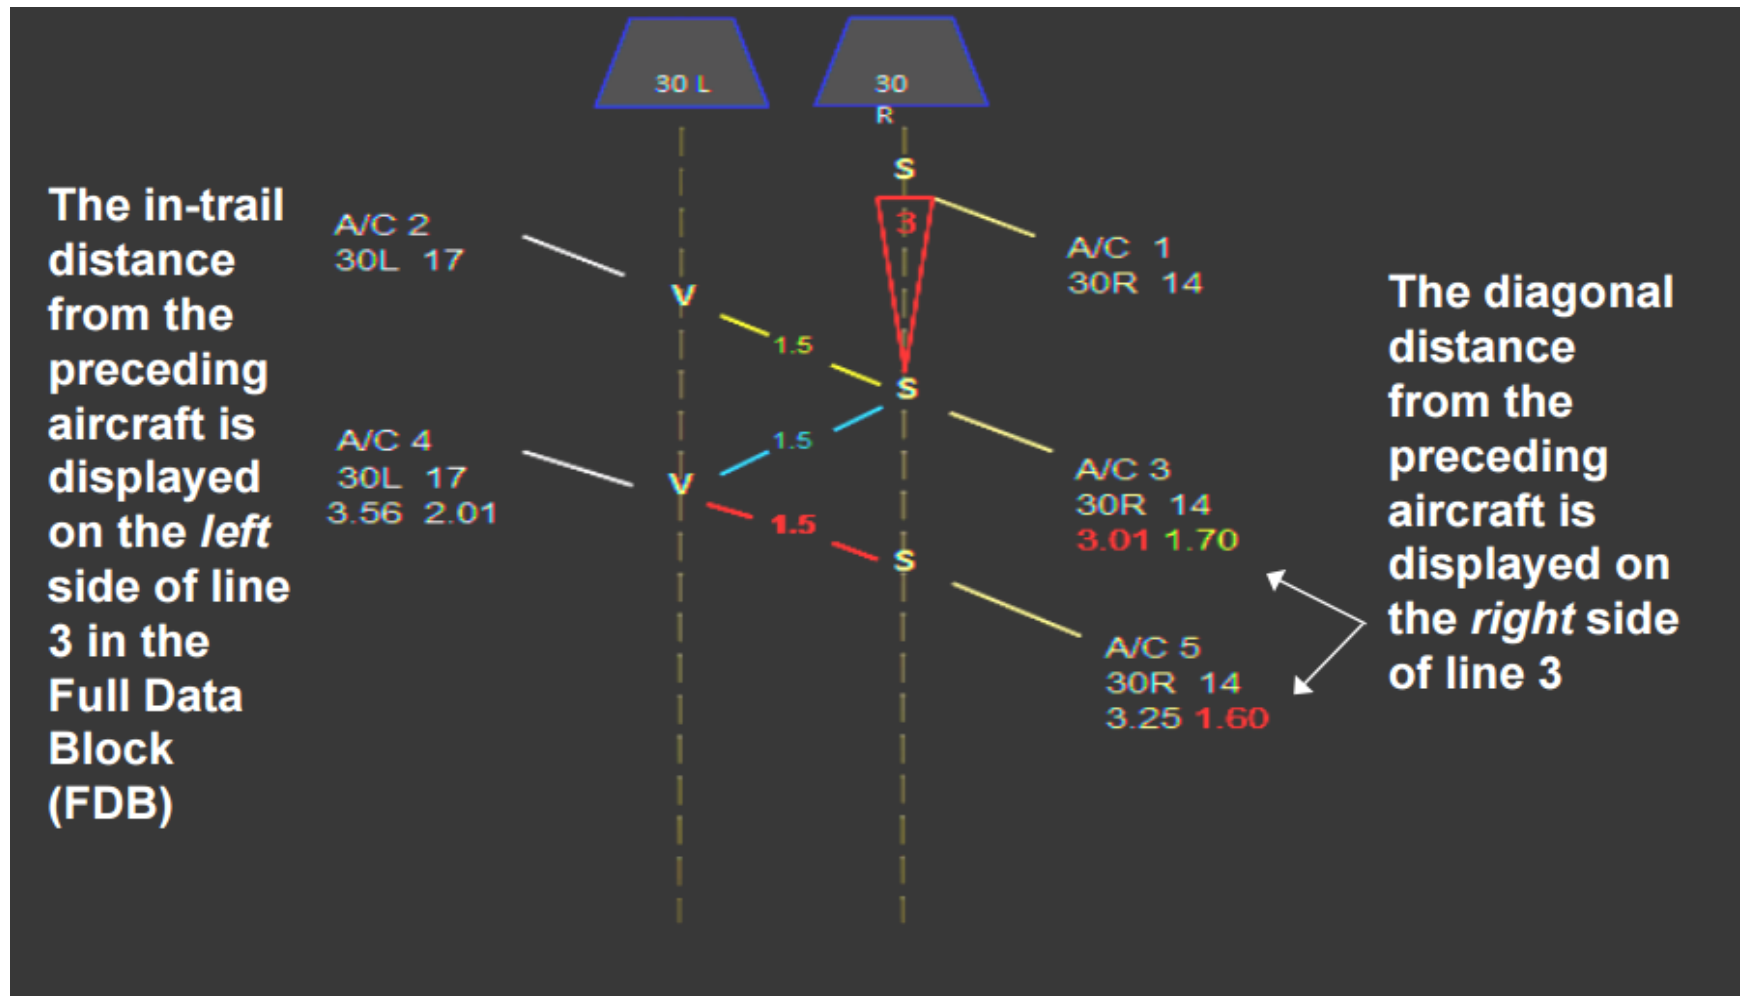 30 L
30
R
The in-trail
distance
from the
preceding
aircraft is
displayed
on the left
side of line
3 in the
Full Data
Block
(FDB)
A/C 2
30L 17
V
1.5
A/C 4
30L 17
3.56 2.01
V
1.5
1.5
S
3
S
S
A/C 1
30R 14
A/C 3
30R 14
3.01 1.70
A/C 5
30R 14
3.25 1.60
The diagonal
distance
from the
preceding
aircraft is
displayed on
the right side
of line 3